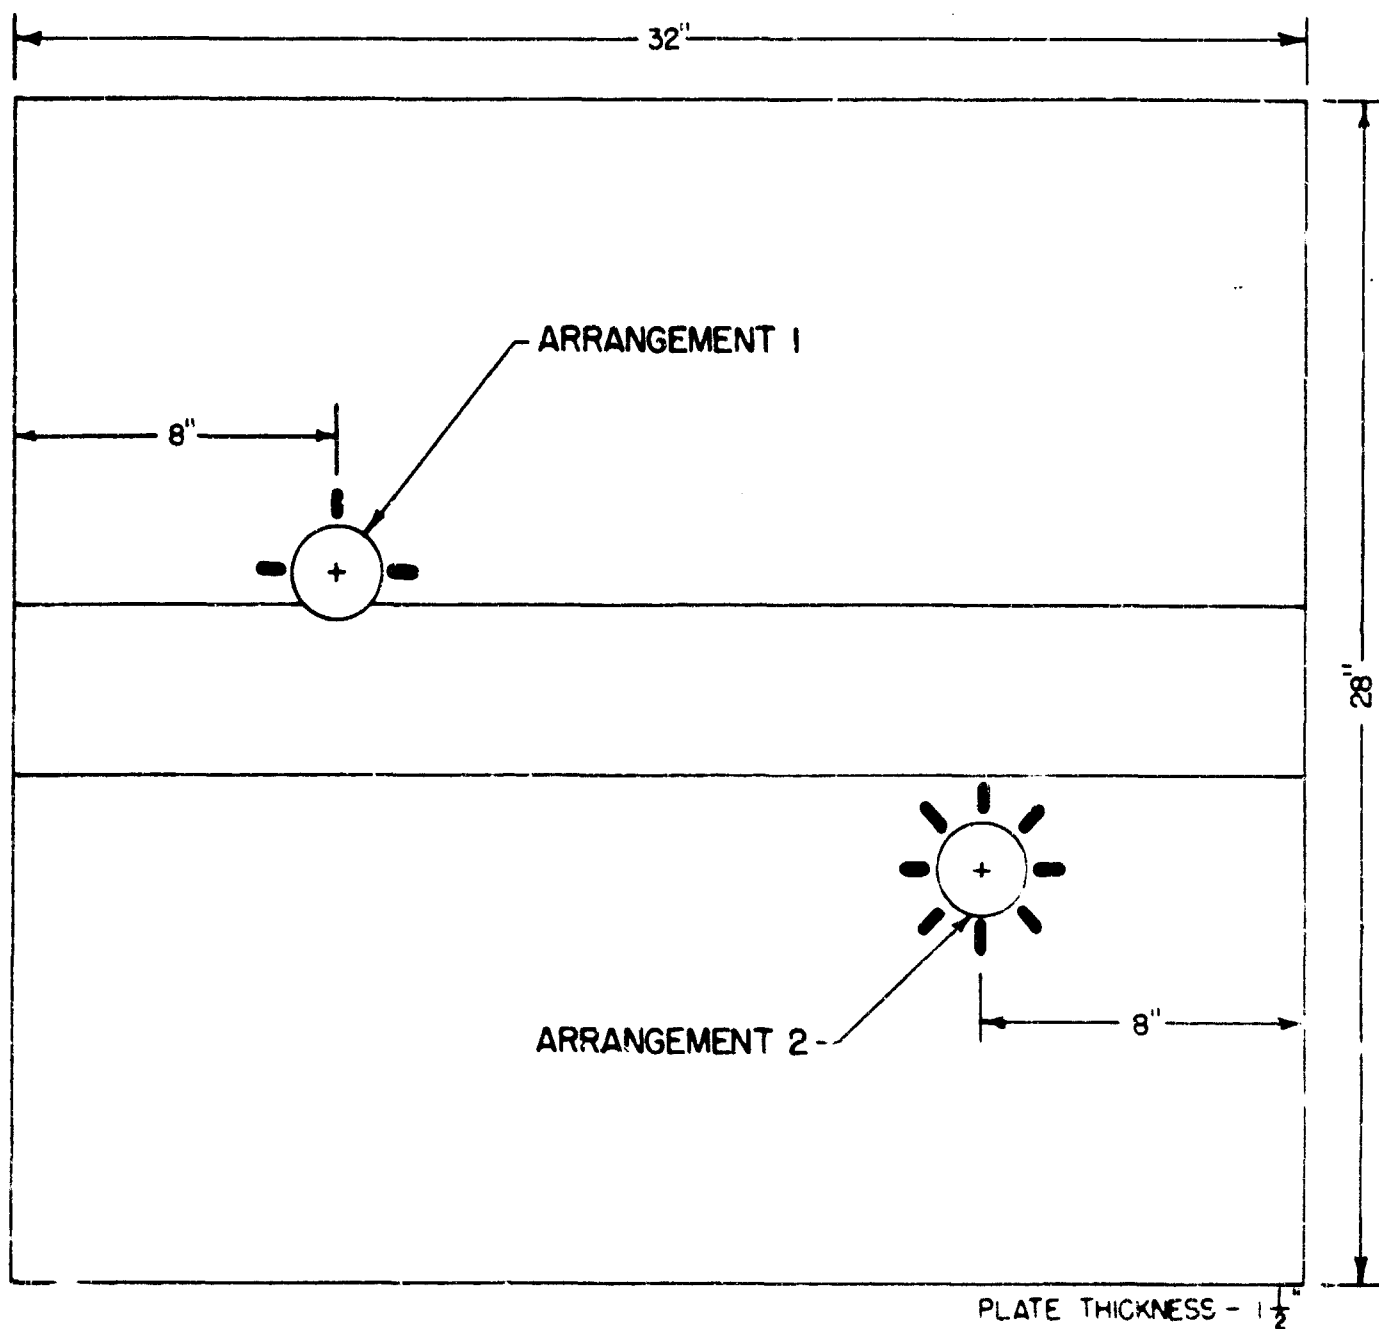 32"
ARRANGEMENT 1
8"
28"
8"
ARRANGEMENT 2
PLATE THICKNESS - 1 1/2"